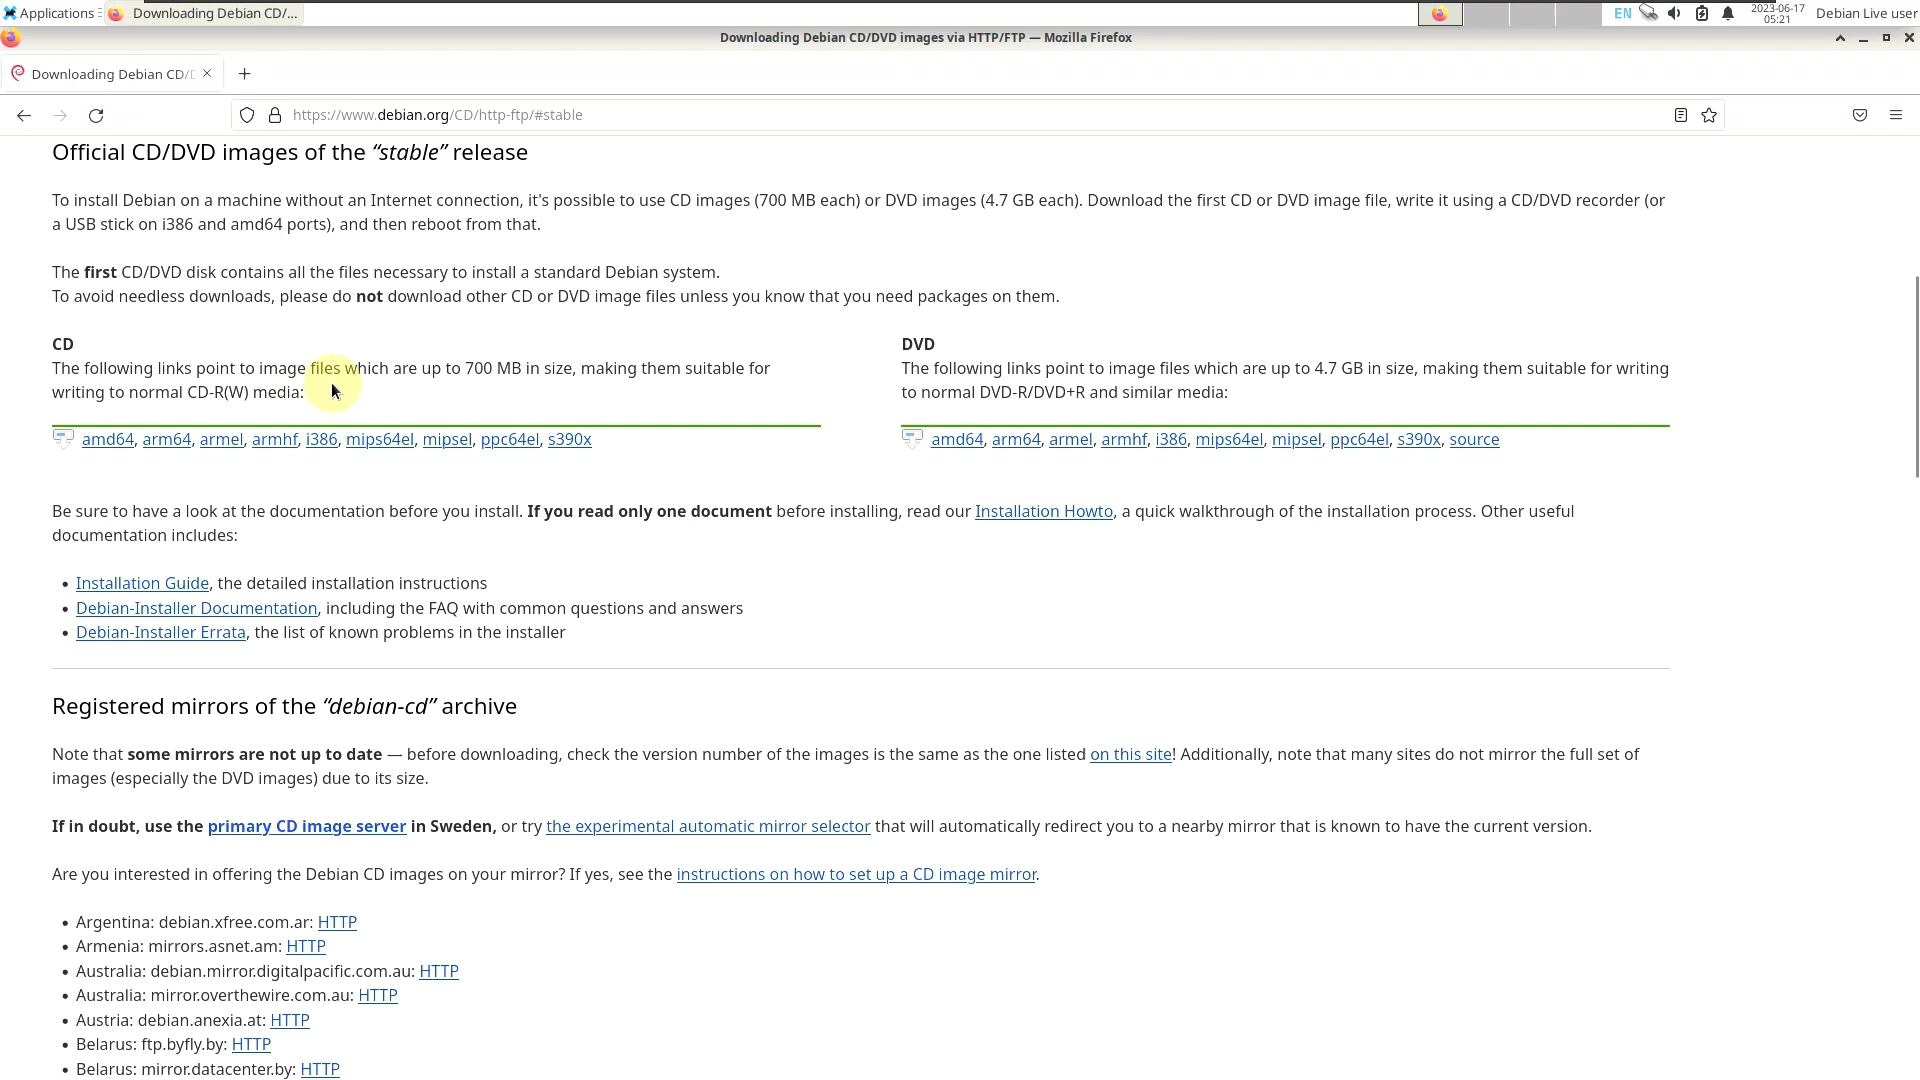 Applications
Downloading Debian CD/...
EN
2023-06-17
05:21
Debian Live user
Downloading Debian CD/DVD images via HTTP/FTP — Mozilla Firefox
Downloading Debian CD/D
https://www.debian.org/CD/http-ftp/#stable
Official CD/DVD images of the “stable” release
To install Debian on a machine without an Internet connection, it's possible to use CD images (700 MB each) or DVD images (4.7 GB each). Download the first CD or DVD image file, write it using a CD/DVD recorder (or
a USB stick on i386 and amd64 ports), and then reboot from that.
The first CD/DVD disk contains all the files necessary to install a standard Debian system.
To avoid needless downloads, please do not download other CD or DVD image files unless you know that you need packages on them.
CD
The following links point to image files which are up to 700 MB in size, making them suitable for
writing to normal CD-R(W) media:
amd64, arm64, armel, armhf, i386, mips64el, mipsel, ppc64el, s390x
DVD
The following links point to image files which are up to 4.7 GB in size, making them suitable for writing
to normal DVD-R/DVD+R and similar media:
amd64, arm64, armel, armhf, i386, mips64el, mipsel, ppc64el, s390x, source
Be sure to have a look at the documentation before you install. If you read only one document before installing, read our Installation Howto, a quick walkthrough of the installation process. Other useful
documentation includes:
• Installation Guide, the detailed installation instructions
• Debian-Installer Documentation, including the FAQ with common questions and answers
• Debian-Installer Errata, the list of known problems in the installer
Registered mirrors of the “debian-cd” archive
Note that some mirrors are not up to date — before downloading, check the version number of the images is the same as the one listed on this site! Additionally, note that many sites do not mirror the full set of
images (especially the DVD images) due to its size.
If in doubt, use the primary CD image server in Sweden, or try the experimental automatic mirror selector that will automatically redirect you to a nearby mirror that is known to have the current version.
Are you interested in offering the Debian CD images on your mirror? If yes, see the instructions on how to set up a CD image mirror.
• Argentina: debian.xfree.com.ar: HTTP
• Armenia: mirrors.asnet.am: HTTP
• Australia: debian.mirror.digitalpacific.com.au: HTTP
• Australia: mirror.overthewire.com.au: HTTP
• Austria: debian.anexia.at: HTTP
• Belarus: ftp.byfly.by: HTTP
• Belarus: mirror.datacenter.by: HTTP